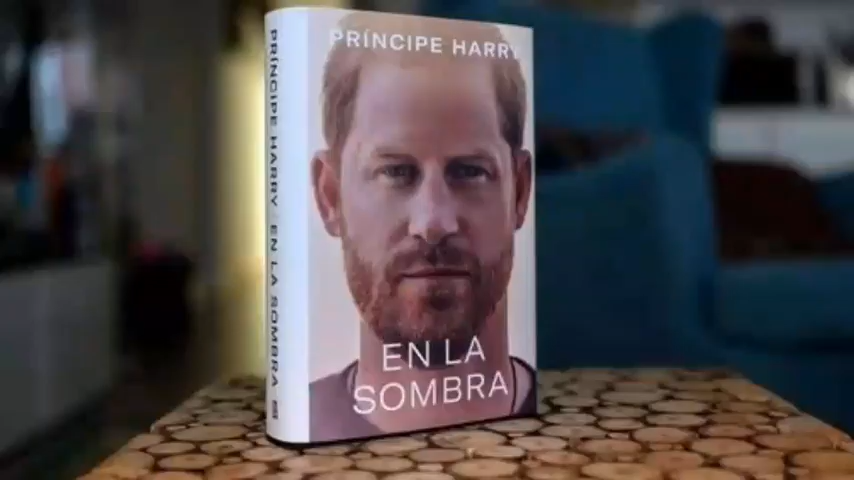 PRÍNCIPE HARRY
EN LA
SOMBRA
PRÍNCIPE HARRY EN LA SOMBRA